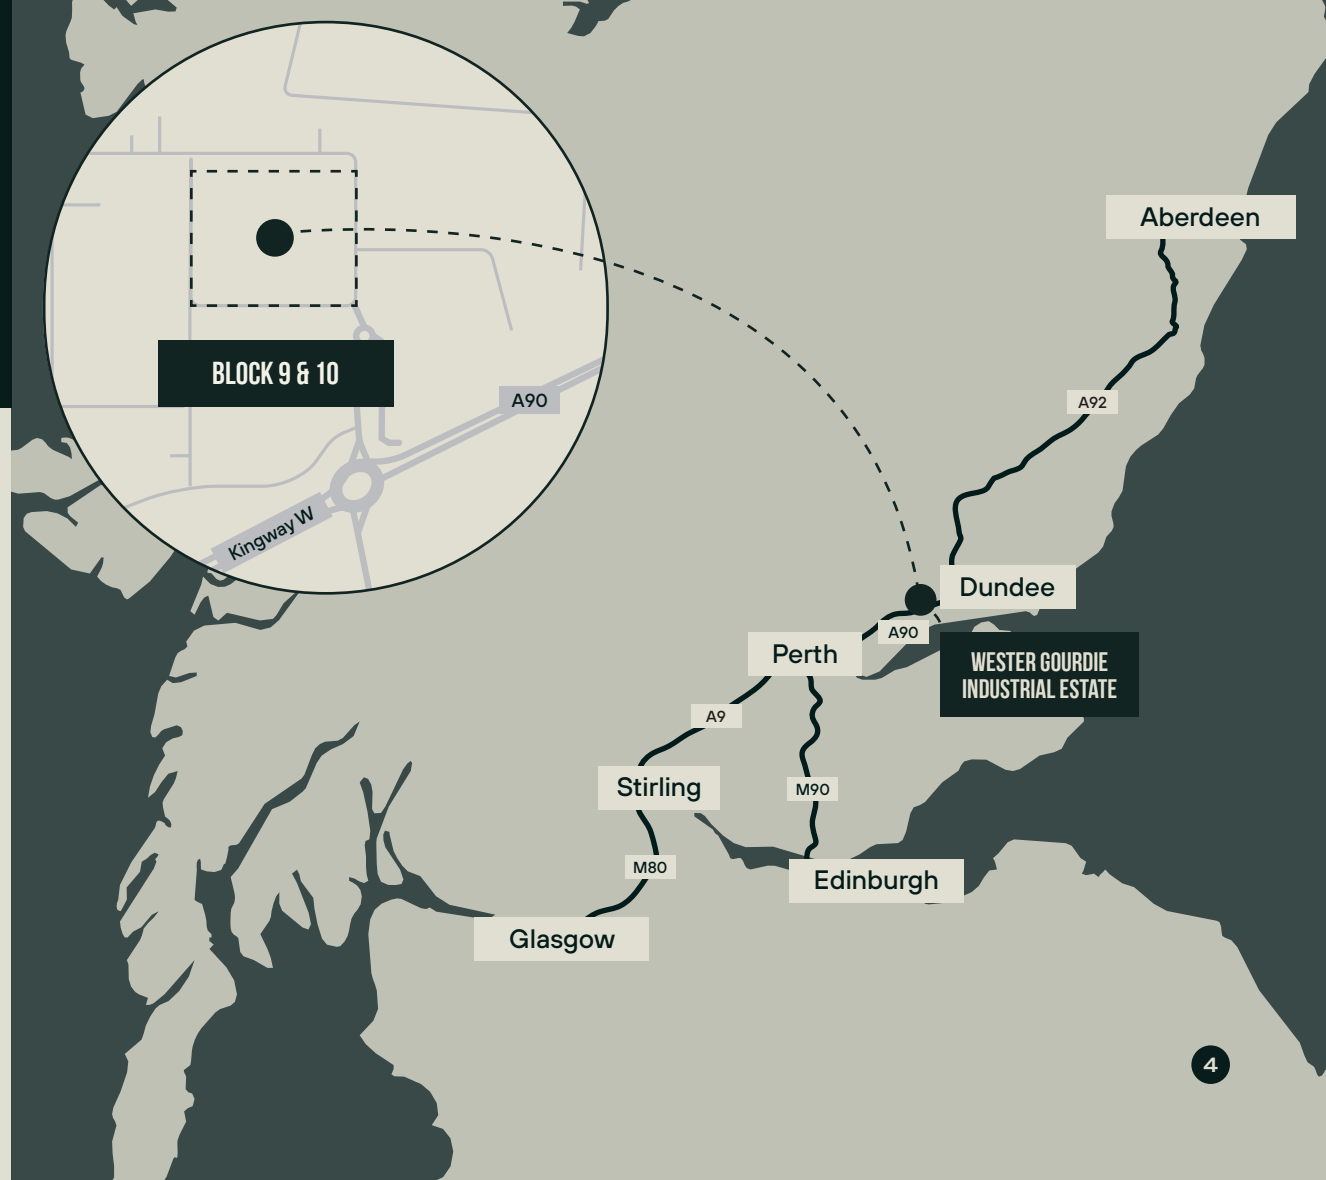 Aberdeen
BLOCK 9 & 10
A90
A92
Kingway W
Dundee
A90
Perth
WESTER GOURDIE
INDUSTRIAL ESTATE
A9
Stirling
M90
M80
Edinburgh
Glasgow
4